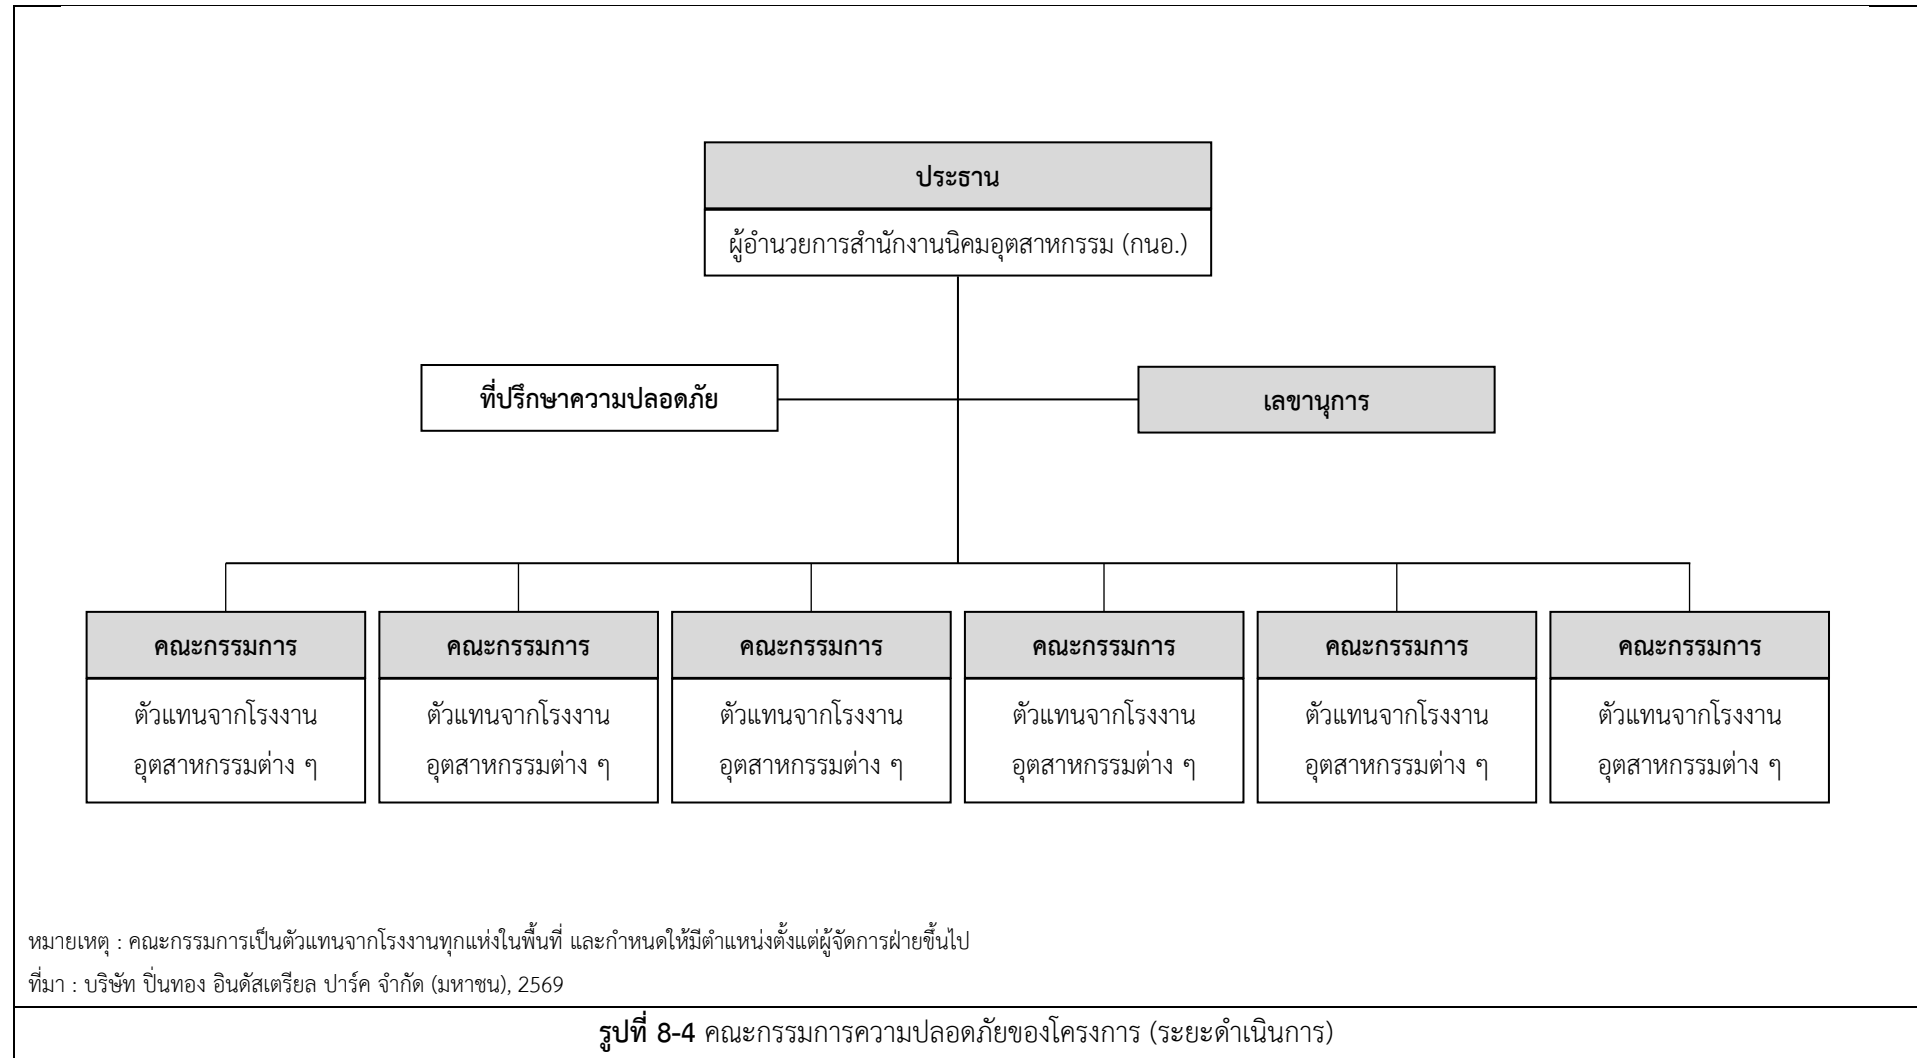 ประธาน
ผู้อำนวยการสำนักงานนิคมอุตสาหกรรม (กนอ.)
ที่ปรึกษาความปลอดภัย
เลขานุการ
คณะกรรมการ
ตัวแทนจากโรงงาน
อุตสาหกรรมต่าง ๆ
คณะกรรมการ
ตัวแทนจากโรงงาน
อุตสาหกรรมต่าง ๆ
คณะกรรมการ
ตัวแทนจากโรงงาน
อุตสาหกรรมต่าง ๆ
คณะกรรมการ
ตัวแทนจากโรงงาน
อุตสาหกรรมต่าง ๆ
คณะกรรมการ
ตัวแทนจากโรงงาน
อุตสาหกรรมต่าง ๆ
คณะกรรมการ
ตัวแทนจากโรงงาน
อุตสาหกรรมต่าง ๆ
หมายเหตุ : คณะกรรมการเป็นตัวแทนจากโรงงานทุกแห่งในพื้นที่ และกำหนดให้มีตำแหน่งตั้งแต่ผู้จัดการฝ่ายขึ้นไป
ที่มา : บริษัท ปิ่นทอง อินดัสเตรียล ปาร์ค จำกัด (มหาชน), 2569
รูปที่ 8-4 คณะกรรมการความปลอดภัยของโครงการ (ระยะดำเนินการ)